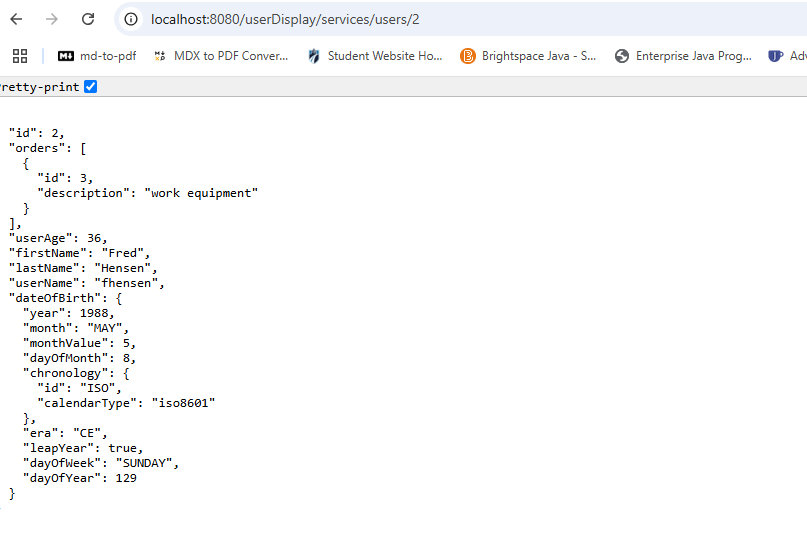 localhost:8080/userDisplay/services/users/2
md-to-pdf MDX to PDF Conver... Student Website Ho... Brightspace Java - S... Enterprise Java Prog... Adv
retty-print
"id": 2,
"orders": [
{
"id": 3,
"description": "work equipment"
}
],
"userAge": 36,
"firstName": "Fred",
"lastName": "Hensen",
"userName": "fhensen",
"dateOfBirth": {
"year": 1988,
"month": "MAY",
"monthValue": 5,
"dayOfMonth": 8,
"chronology": {
"id": "ISO",
"calendarType": "iso8601"
},
"era": "CE",
"leapYear": true,
"dayOfWeek": "SUNDAY",
"dayOfYear": 129
}